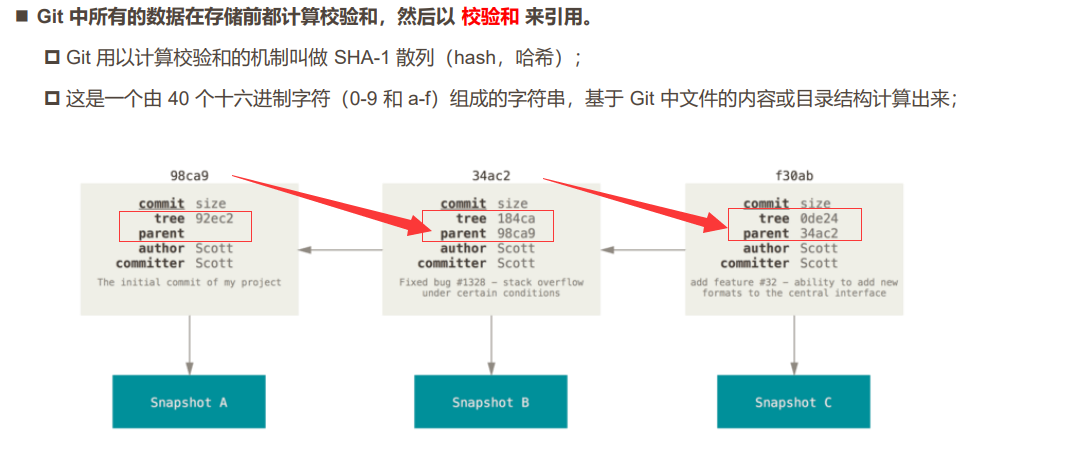 Git 中所有的数据在存储前都计算校验和，然后以 校验和 来引用。
Git 用以计算校验和的机制叫做 SHA-1 散列（hash，哈希）；
这是一个由 40 个十六进制字符（0-9 和 a-f）组成的字符串，基于 Git 中文件的内容或目录结构计算出来；
98ca9
commit size
tree 92ec2
parent
author Scott
committer Scott
The initial commit of my project
Snapshot A
34ac2
commit size
tree 184ca
parent 98ca9
author Scott
committer Scott
Fixed bug #1328 – stack overflow
under certain conditions
Snapshot B
f30ab
commit size
tree 0de24
parent 34ac2
author Scott
committer Scott
add feature #32 – ability to add new
formats to the central interface
Snapshot C